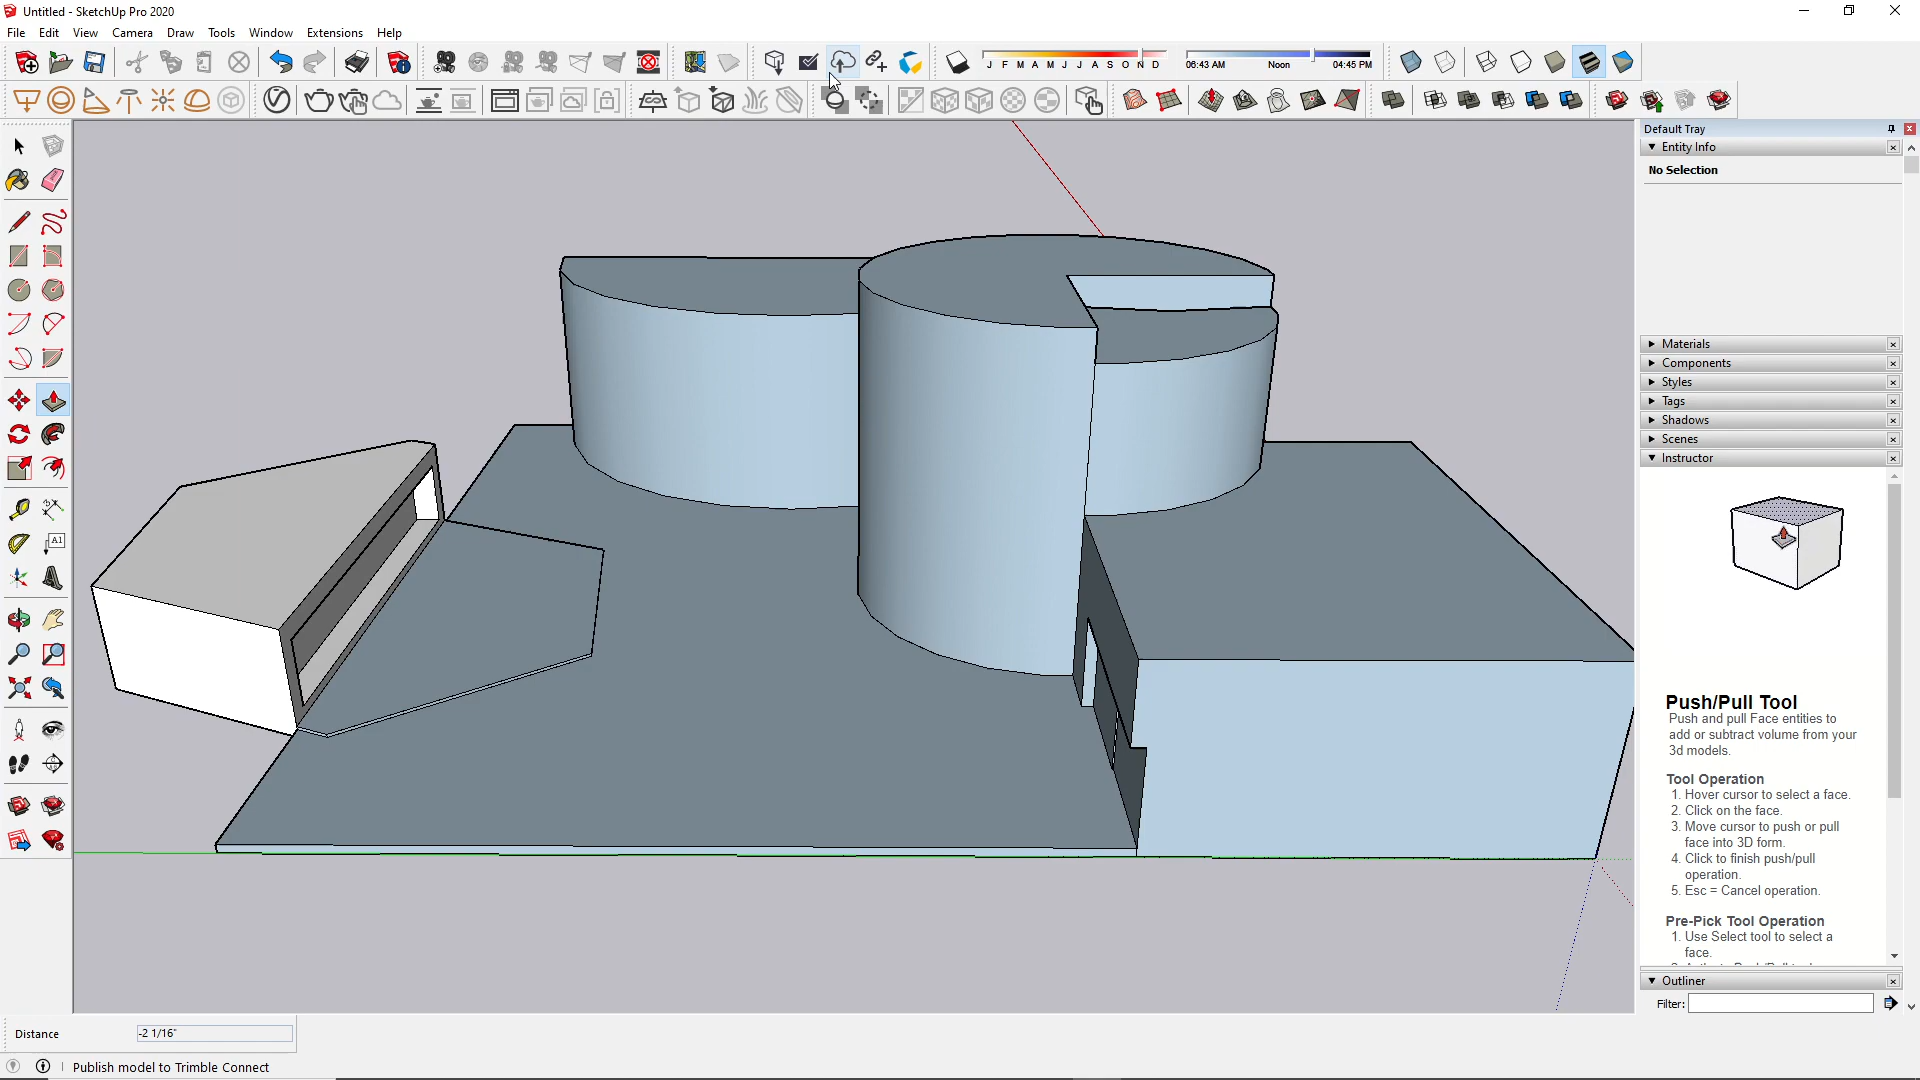 Untitled - SketchUp Pro 2020
File Edit View Camera Draw Tools Window Extensions Help
J F M A M J J A S O N D
06:43 AM Noon 04:45 PM
Default Tray
Entity Info
No Selection
Materials
Components
Styles
Tags
Shadows
Scenes
Instructor
A1
Push/Pull Tool
Push and pull Face entities to
add or subtract volume from your
3d models.
Tool Operation
1. Hover cursor to select a face.
2. Click on the face.
3. Move cursor to push or pull
face into 3D form.
4. Click to finish push/pull
operation.
5. Esc = Cancel operation.
Pre-Pick Tool Operation
1. Use Select tool to select a
face.
Outliner
Filter:
Distance -2 1/16"
Publish model to Trimble Connect